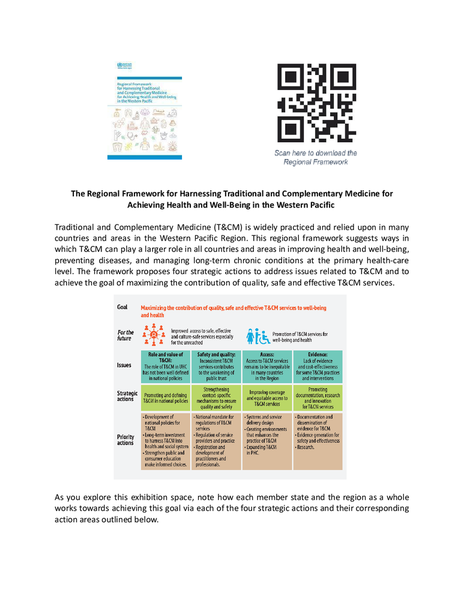 Regional Framework
for Harnessing Traditional
and Complementary Medicine
for Achieving Health and Well-being
in the Western Pacific
Scan here to download the
Regional Framework
The Regional Framework for Harnessing Traditional and Complementary Medicine for
Achieving Health and Well-Being in the Western Pacific
Traditional and Complementary Medicine (T&CM) is widely practiced and relied upon in many
countries and areas in the Western Pacific Region. This regional framework suggests ways in
which T&CM can play a larger role in all countries and areas in improving health and well-being,
preventing diseases, and managing long-term chronic conditions at the primary health-care
level. The framework proposes four strategic actions to address issues related to T&CM and to
achieve the goal of maximizing the contribution of quality, safe and effective T&CM services.
Goal
Maximizing the contribution of quality, safe and effective T&CM services to well-being
and health
For the
future
Improved access to safe, effective
and culture-safe services especially
for the unreached
Promotion of T&CM services for
well-being and health
Issues
Role and value of
T&CM:
The role of T&CM in UHC
has not been well defined
in national policies
Safety and quality:
Inconsistent T&CM
services contributes
to the weakening of
public trust
Access:
Access to T&CM services
remains to be inequitable
in many countries
in the Region
Evidence:
Lack of evidence
and cost-effectiveness
for some T&CM practices
and interventions
Strategic
actions
Promoting and defining
T&CM in national policies
Strengthening
context-specific
mechanisms to ensure
quality and safety
Improving coverage
and equitable access to
T&CM services
Promoting
documentation, research
and innovation
for T&CM services
Priority
actions
• Development of
national policies for
T&CM
• Long-term investment
to harness T&CM into
health and social system
• Strengthen public and
consumer education
make informed choices.
• National mandate for
regulations of T&CM
services
• Regulation of service
providers and practice
• Registration and
development of
practitioners and
professionals.
• Systems and service
delivery design
• Creating environments
that enhances the
practice of T&CM
• Expanding T&CM
in PHC
• Documentation and
dissemination of
evidence for T&CM.
• Evidence generation for
safety and effectiveness
• Research.
As you explore this exhibition space, note how each member state and the region as a whole
works towards achieving this goal via each of the four strategic actions and their corresponding
action areas outlined below.